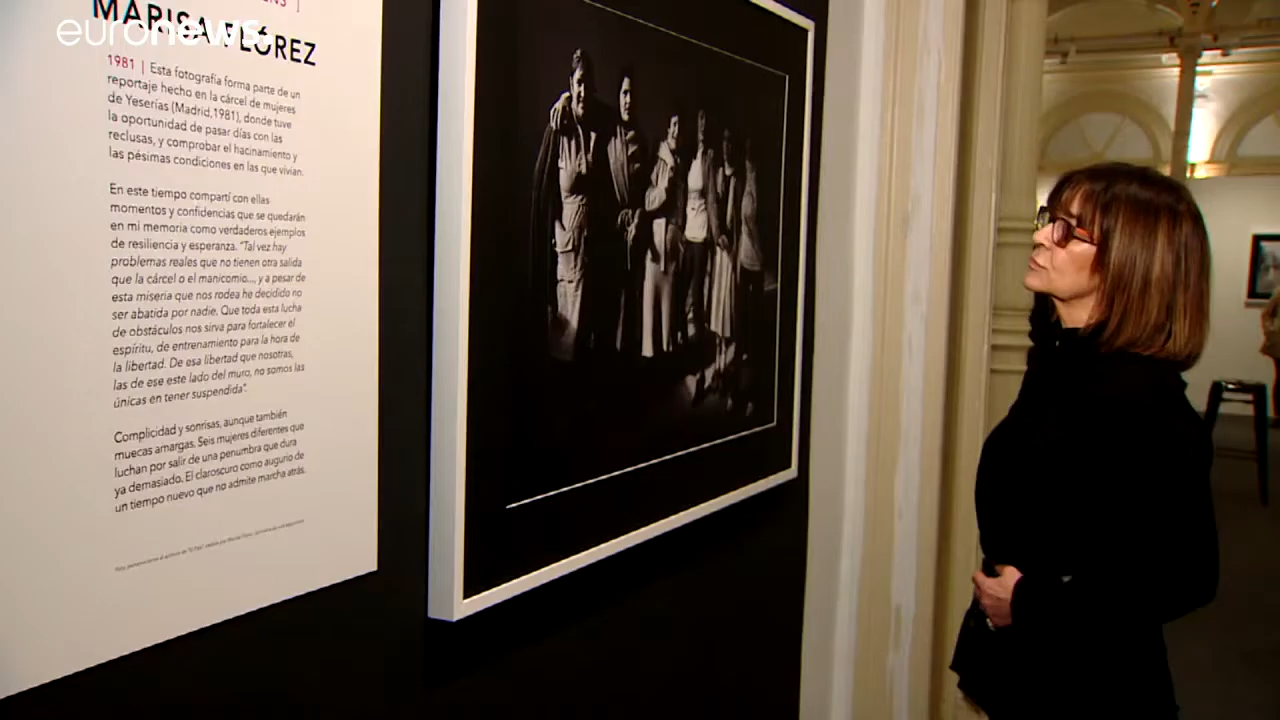 MARISA FLÓREZ
euronews.
1981 | Esta fotografía forma parte de un
reportaje hecho en la cárcel de mujeres
de Yeserías (Madrid,1981), donde tuve
la oportunidad de pasar días con las
reclusas, y comprobar el hacinamiento y
las pésimas condiciones en las que vivían.
En este tiempo compartí con ellas
momentos y confidencias que se quedarán
en mi memoria como verdaderos ejemplos
de resiliencia y esperanza. "Tal vez hay
problemas reales que no tienen otra salida
que la cárcel o el manicomio..., y a pesar de
esta miseria que nos rodea he decidido no
ser abatida por nadie. Que toda esta lucha
de obstáculos nos sirva para fortalecer el
espíritu, de entrenamiento para la hora de
la libertad. De esa libertad que nosotras,
las de ese este lado del muro, no somos las
únicas en tener suspendida".
Complicidad y sonrisas, aunque también
muecas amargas. Seis mujeres diferentes que
luchan por salir de una penumbra que dura
ya demasiado. El claroscuro como augurio de
un tiempo nuevo que no admite marcha atrás.